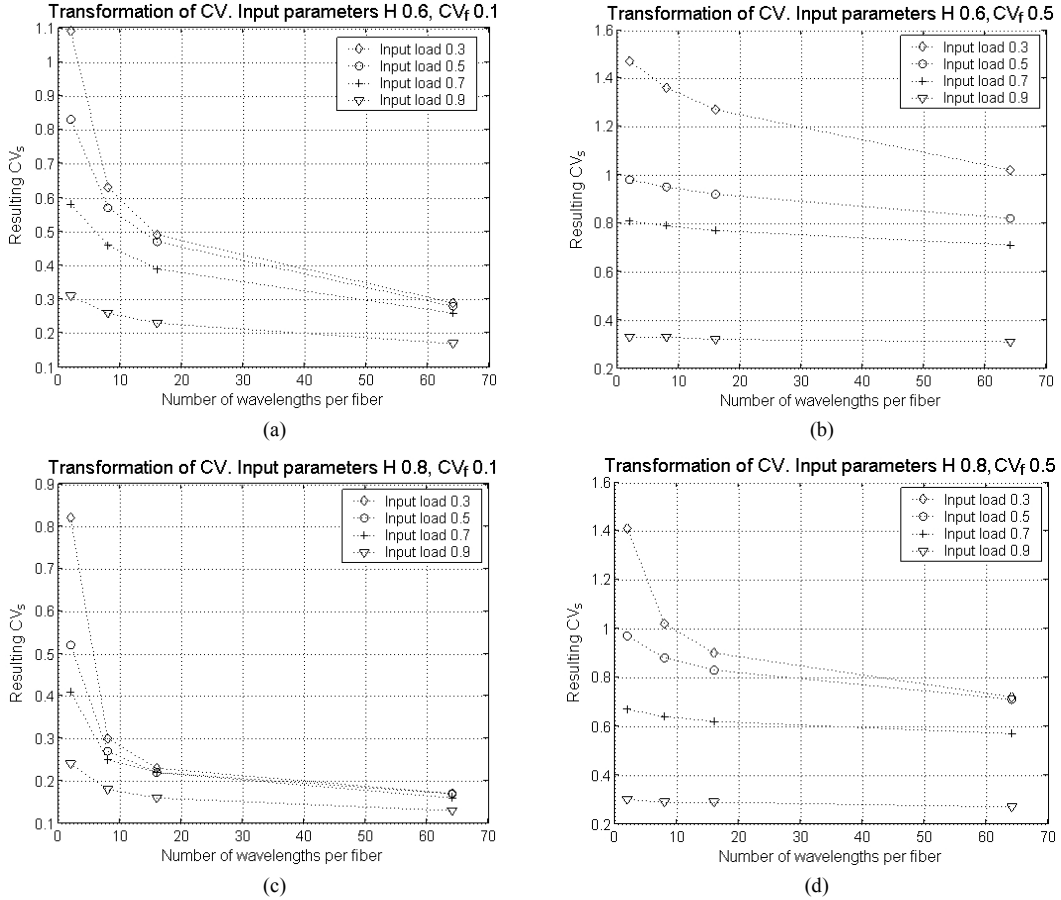 Transformation of CV. Input parameters H 0.6, CVf 0.1
1.1
1
0.9
0.8
0.7
0.6
0.5
0.4
0.3
0.2
0.1
Resulting CVs
Input load 0.3
Input load 0.5
Input load 0.7
Input load 0.9
0 10 20 30 40 50 60 70
Number of wavelengths per fiber
(a)
Transformation of CV. Input parameters H 0.6, CVf 0.5
1.6
1.4
1.2
1
0.8
0.6
0.4
0.2
Resulting CVs
Input load 0.3
Input load 0.5
Input load 0.7
Input load 0.9
0 10 20 30 40 50 60 70
Number of wavelengths per fiber
(b)
Transformation of CV. Input parameters H 0.8, CVf 0.1
0.9
0.8
0.7
0.6
0.5
0.4
0.3
0.2
0.1
Resulting CVs
Input load 0.3
Input load 0.5
Input load 0.7
Input load 0.9
0 10 20 30 40 50 60 70
Number of wavelengths per fiber
(c)
Transformation of CV. Input parameters H 0.8, CVf 0.5
1.6
1.4
1.2
1
0.8
0.6
0.4
0.2
Resulting CVs
Input load 0.3
Input load 0.5
Input load 0.7
Input load 0.9
0 10 20 30 40 50 60 70
Number of wavelengths per fiber
(d)